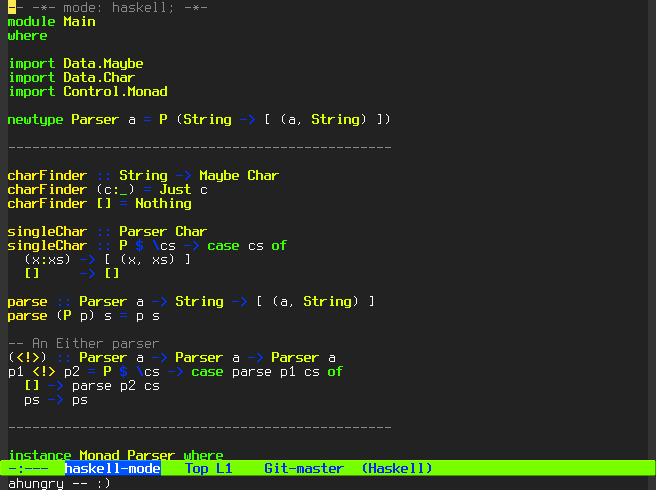 -- -*- mode: haskell; -*-
module Main
where
import Data.Maybe
import Data.Char
import Control.Monad
newtype Parser a = P (String -> [ (a, String) ])
------------------------------------------------
charFinder :: String -> Maybe Char
charFinder (c:_) = Just c
charFinder [] = Nothing
singleChar :: Parser Char
singleChar :: P $ \cs -> case cs of
  (x:xs) -> [ (x, xs) ]
  []     -> []
parse :: Parser a -> String -> [ (a, String) ]
parse (P p) s = p s
-- An Either parser
(<!>) :: Parser a -> Parser a -> Parser a
p1 <!> p2 = P $ \cs -> case parse p1 cs of
  [] -> parse p2 cs
  ps -> ps
------------------------------------------------
instance Monad Parser where
-:---  haskell-mode   Top L1    Git-master  (Haskell)
ahungry -- :)